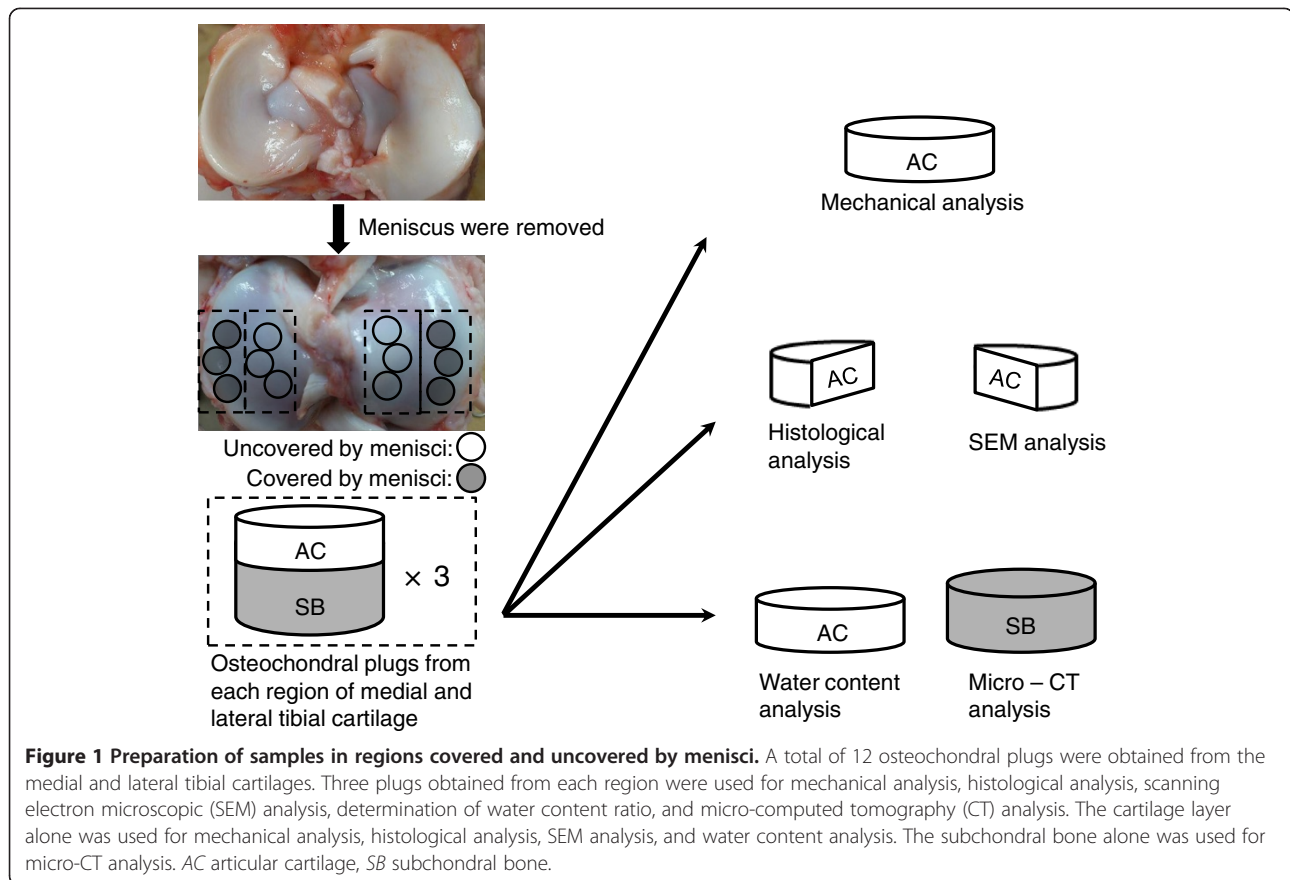 Meniscus were removed
Uncovered by menisci:
Covered by menisci:
AC
SB
× 3
Osteochondral plugs from
each region of medial and
lateral tibial cartilage
AC
Mechanical analysis
AC
Histological
analysis
AC
SEM analysis
AC
Water content
analysis
SB
Micro – CT
analysis
Figure 1 Preparation of samples in regions covered and uncovered by menisci. A total of 12 osteochondral plugs were obtained from the
medial and lateral tibial cartilages. Three plugs obtained from each region were used for mechanical analysis, histological analysis, scanning
electron microscopic (SEM) analysis, determination of water content ratio, and micro-computed tomography (CT) analysis. The cartilage layer
alone was used for mechanical analysis, histological analysis, SEM analysis, and water content analysis. The subchondral bone alone was used for
micro-CT analysis. AC articular cartilage, SB subchondral bone.